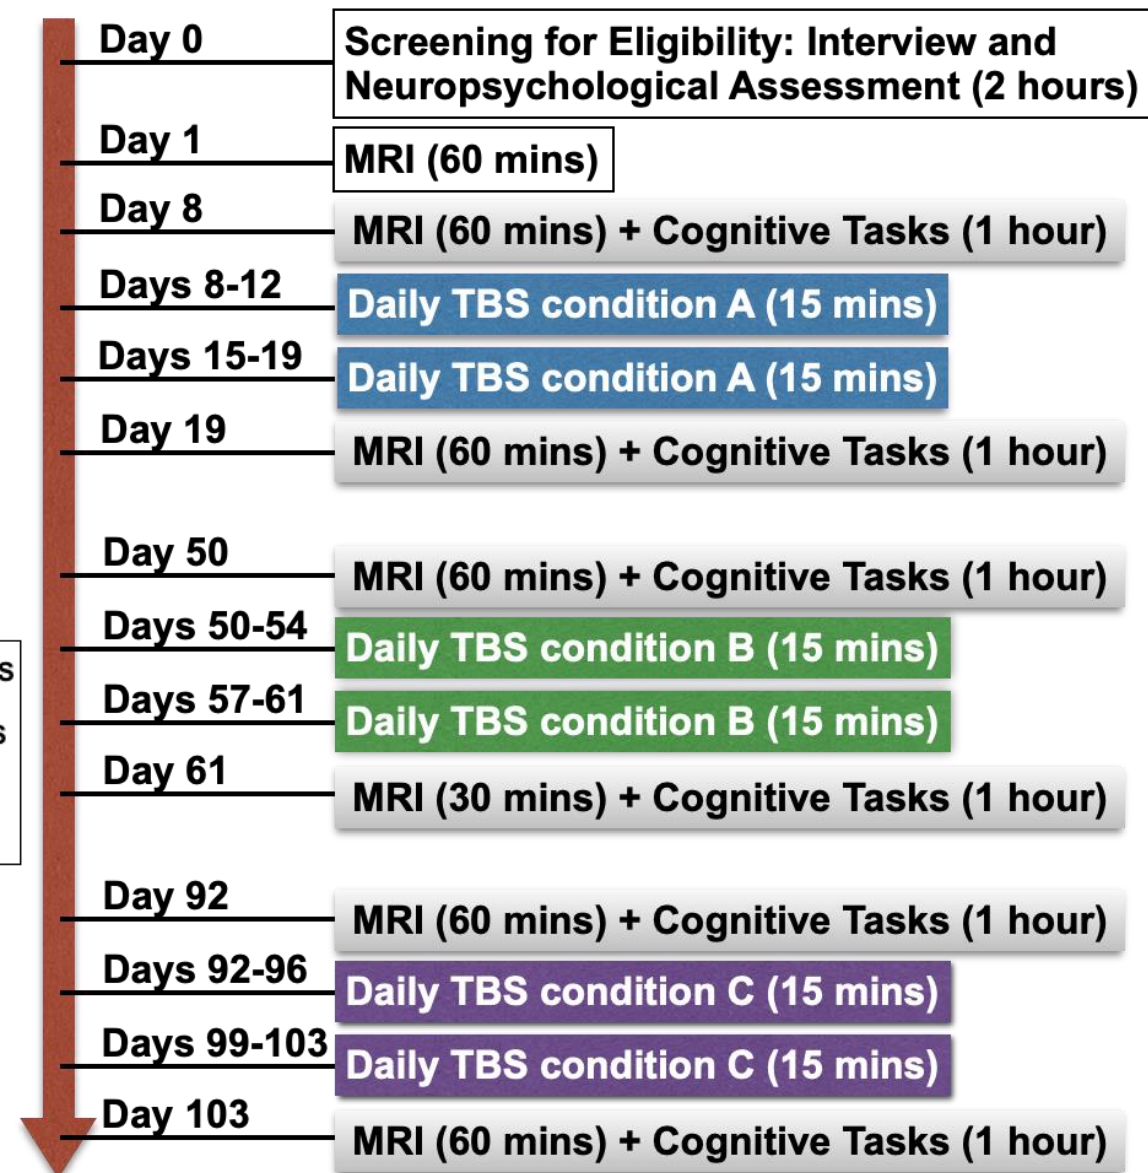 Day 0
Screening for Eligibility: Interview and
Neuropsychological Assessment (2 hours)
Day 1
MRI (60 mins)
Day 8
MRI (60 mins) + Cognitive Tasks (1 hour)
Days 8-12
Daily TBS condition A (15 mins)
Days 15-19
Daily TBS condition A (15 mins)
Day 19
MRI (60 mins) + Cognitive Tasks (1 hour)
Day 50
MRI (60 mins) + Cognitive Tasks (1 hour)
Days 50-54
Daily TBS condition B (15 mins)
Days 57-61
Daily TBS condition B (15 mins)
Day 61
MRI (30 mins) + Cognitive Tasks (1 hour)
Day 92
MRI (60 mins) + Cognitive Tasks (1 hour)
Days 92-96
Daily TBS condition C (15 mins)
Days 99-103
Daily TBS condition C (15 mins)
Day 103
MRI (60 mins) + Cognitive Tasks (1 hour)